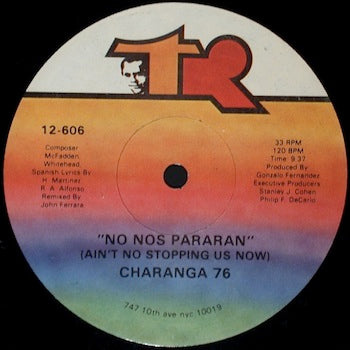 TR
12-606
Composer
McFadden,
Whitehead,
Spanish Lyrics By
H. Martinez
R. A. Alfonso
Remixed By
John Ferrara
33 RPM
120 BPM
Time: 9:37
Produced By
Gonzalo Fernandez
Executive Producers
Stanley J. Cohen
Philip F. DeCarlo
"NO NOS PARARAN"
(AIN'T NO STOPPING US NOW)
CHARANGA 76
747 10th ave nyc 10019